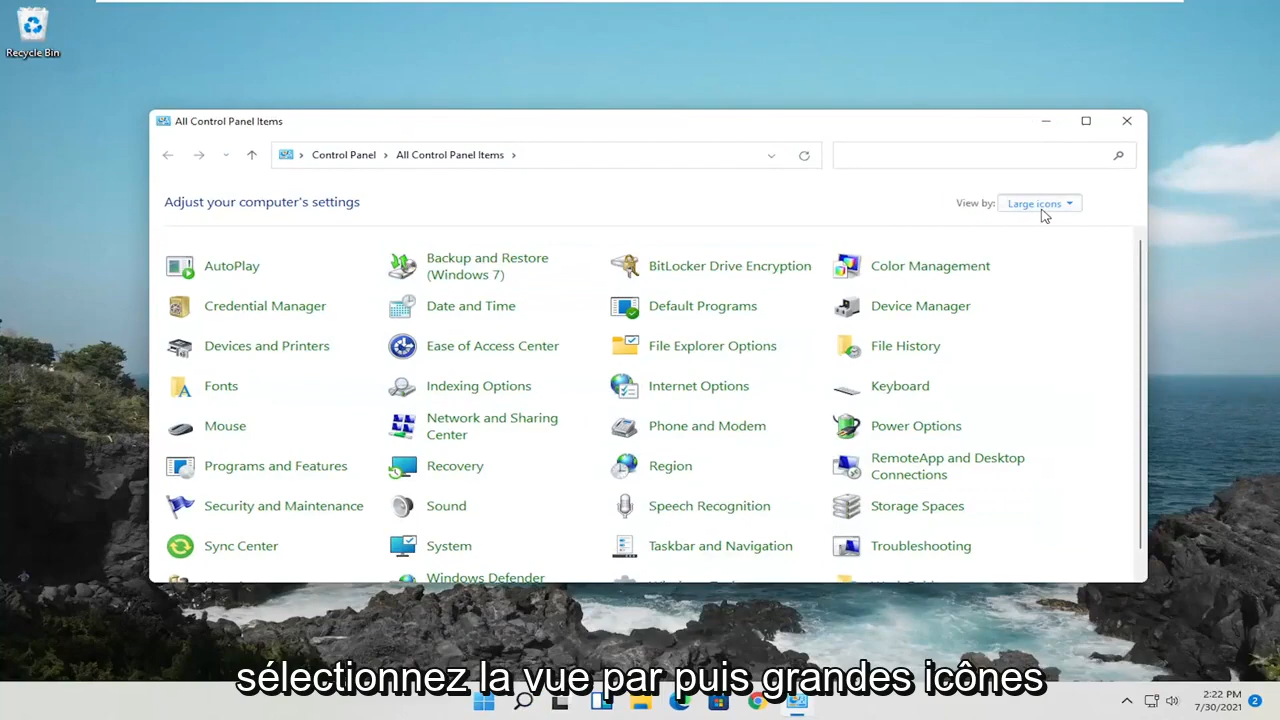 Recycle Bin
All Control Panel Items
Control Panel > All Control Panel Items >
Adjust your computer's settings
View by: Large icons
AutoPlay
Backup and Restore
(Windows 7)
BitLocker Drive Encryption
Color Management
Credential Manager
Date and Time
Default Programs
Device Manager
Devices and Printers
Ease of Access Center
File Explorer Options
File History
Fonts
Indexing Options
Internet Options
Keyboard
Mouse
Network and Sharing
Center
Phone and Modem
Power Options
Programs and Features
Recovery
Region
RemoteApp and Desktop
Connections
Security and Maintenance
Sound
Speech Recognition
Storage Spaces
Sync Center
System
Taskbar and Navigation
Troubleshooting
Windows Defender
sélectionnez la vue par puis grandes icônes
2:22 PM
7/30/2021
2